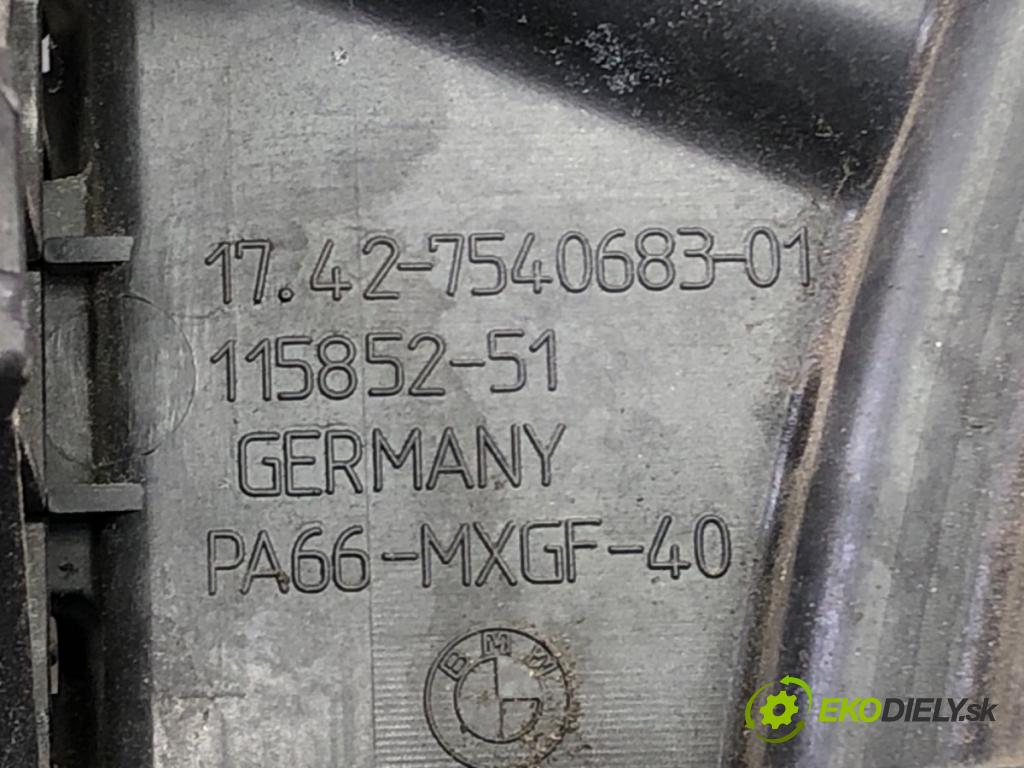 17.42-7540683-01
115852-51
GERMANY
PA66-MXGF-40
BMW
EKODIELY.sk